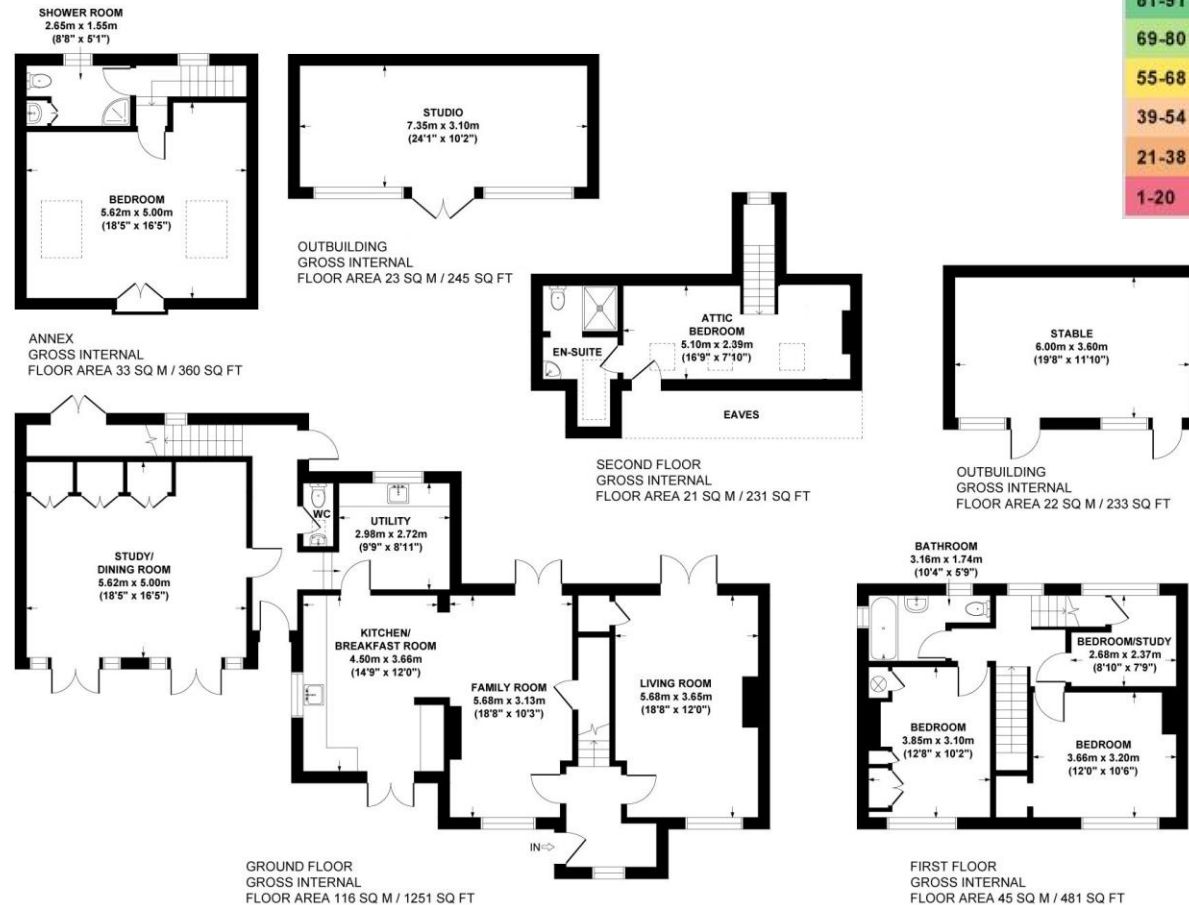 SHOWER ROOM
2.65m x 1.55m
(8'8" x 5'1")
BEDROOM
5.62m x 5.00m
(18'5" x 16'5")
ANNEX
GROSS INTERNAL
FLOOR AREA 33 SQ M / 360 SQ FT
STUDIO
7.35m x 3.10m
(24'1" x 10'2")
OUTBUILDING
GROSS INTERNAL
FLOOR AREA 23 SQ M / 245 SQ FT
81-91
69-80
55-68
39-54
21-38
1-20
EN-SUITE
ATTIC
BEDROOM
5.10m x 2.39m
(16'9" x 7'10")
EAVES
SECOND FLOOR
GROSS INTERNAL
FLOOR AREA 21 SQ M / 231 SQ FT
STABLE
6.00m x 3.60m
(19'8" x 11'10")
OUTBUILDING
GROSS INTERNAL
FLOOR AREA 22 SQ M / 233 SQ FT
STUDY/
DINING ROOM
5.62m x 5.00m
(18'5" x 16'5")
WC
UTILITY
2.98m x 2.72m
(9'9" x 8'11")
KITCHEN/
BREAKFAST ROOM
4.50m x 3.66m
(14'9" x 12'0")
FAMILY ROOM
5.68m x 3.13m
(18'8" x 10'3")
LIVING ROOM
5.68m x 3.65m
(18'8" x 12'0")
IN
GROUND FLOOR
GROSS INTERNAL
FLOOR AREA 116 SQ M / 1251 SQ FT
BATHROOM
3.16m x 1.74m
(10'4" x 5'9")
BEDROOM/STUDY
2.68m x 2.37m
(8'10" x 7'9")
BEDROOM
3.85m x 3.10m
(12'8" x 10'2")
BEDROOM
3.66m x 3.20m
(12'0" x 10'6")
FIRST FLOOR
GROSS INTERNAL
FLOOR AREA 45 SQ M / 481 SQ FT